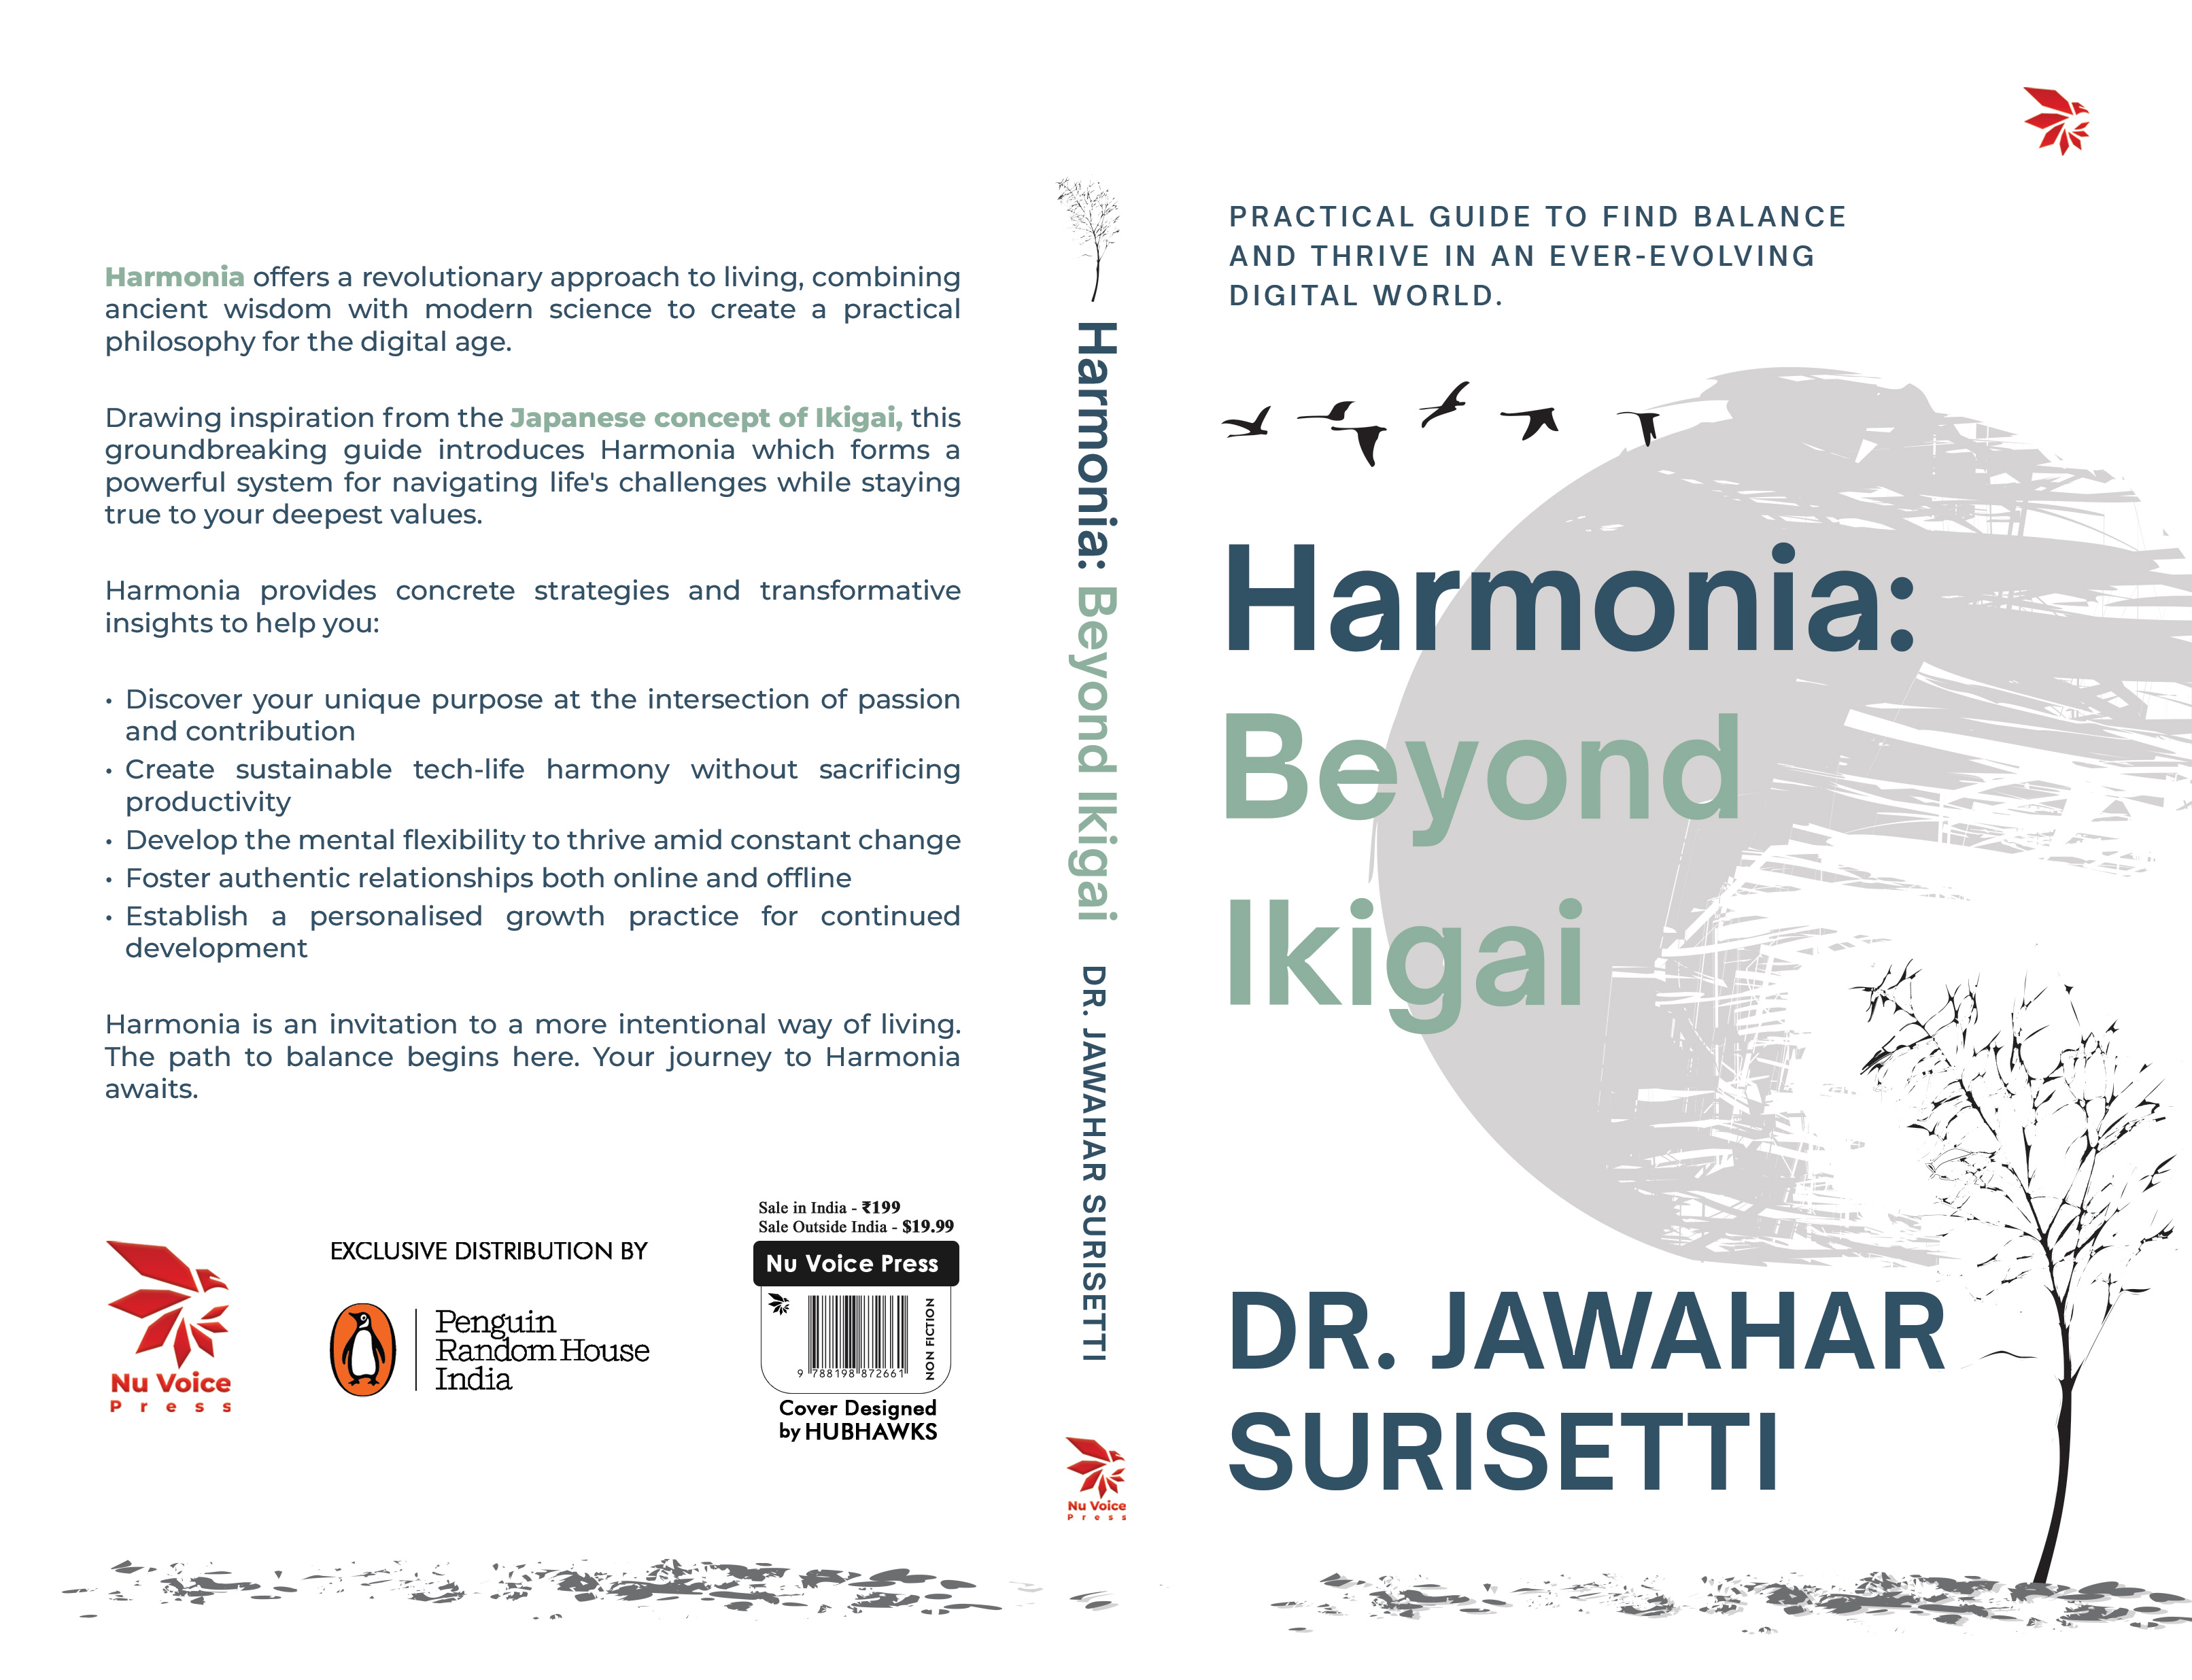 Harmonia offers a revolutionary approach to living, combining
ancient wisdom with modern science to create a practical
philosophy for the digital age.
Drawing inspiration from the Japanese concept of Ikigai, this
groundbreaking guide introduces Harmonia which forms a
powerful system for navigating life's challenges while staying
true to your deepest values.
Harmonia provides concrete strategies and transformative
insights to help you:
• Discover your unique purpose at the intersection of passion
and contribution
• Create sustainable tech-life harmony without sacrificing
productivity
• Develop the mental flexibility to thrive amid constant change
• Foster authentic relationships both online and offline
• Establish a personalised growth practice for continued
development
Harmonia is an invitation to a more intentional way of living.
The path to balance begins here. Your journey to Harmonia
awaits.
Nu Voice
Press
EXCLUSIVE DISTRIBUTION BY
Penguin
Random House
India
Sale in India - ₹199
Sale Outside India - $19.99
Nu Voice Press
NON FICTION
9 788198 872661
Cover Designed
by HUBHAWKS
Harmonia: Beyond Ikigai DR. JAWAHAR SURISETTI
Nu Voice
Press
PRACTICAL GUIDE TO FIND BALANCE
AND THRIVE IN AN EVER-EVOLVING
DIGITAL WORLD.
Harmonia:
Beyond
Ikigai
DR. JAWAHAR
SURISETTI